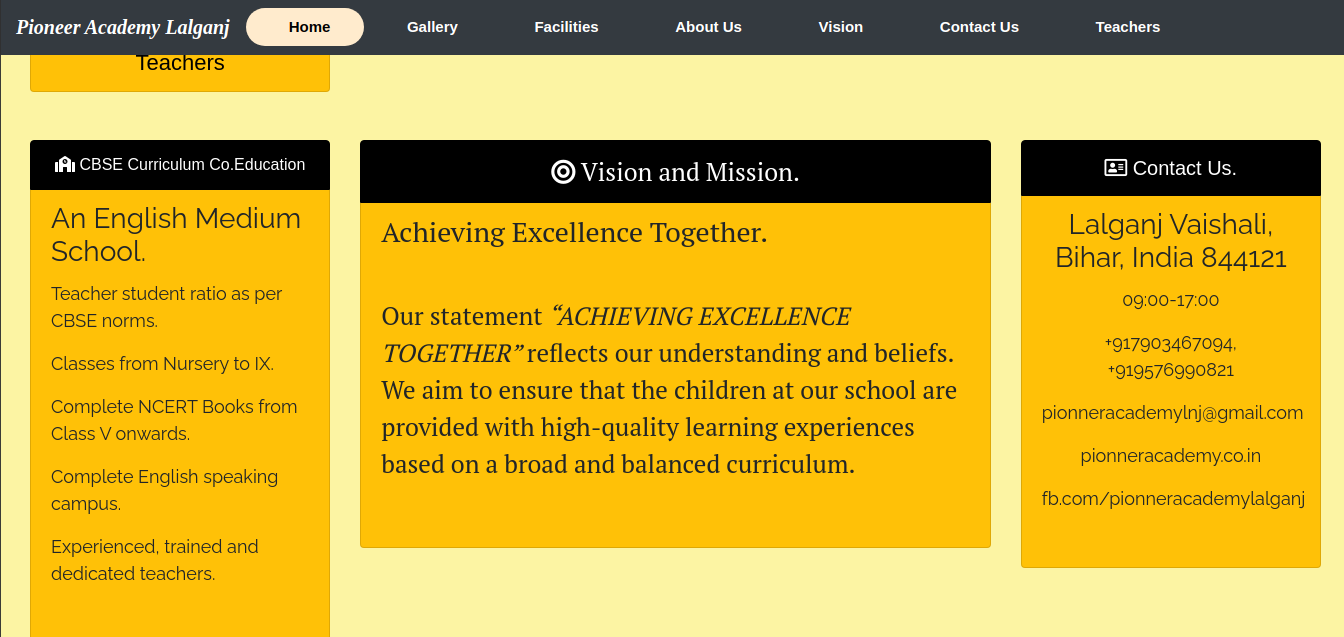 Pioneer Academy Lalganj
Home
Gallery
Facilities
About Us
Vision
Contact Us
Teachers
Teachers
CBSE Curriculum Co.Education
An English Medium
School.
Teacher student ratio as per
CBSE norms.
Classes from Nursery to IX.
Complete NCERT Books from
Class V onwards.
Complete English speaking
campus.
Experienced, trained and
dedicated teachers.
Vision and Mission.
Achieving Excellence Together.
Our statement “ACHIEVING EXCELLENCE
TOGETHER” reflects our understanding and beliefs.
We aim to ensure that the children at our school are
provided with high-quality learning experiences
based on a broad and balanced curriculum.
Contact Us.
Lalganj Vaishali,
Bihar, India 844121
09:00-17:00
+917903467094,
+919576990821
pionneracademylnj@gmail.com
pionneracademy.co.in
fb.com/pionneracademylalganj